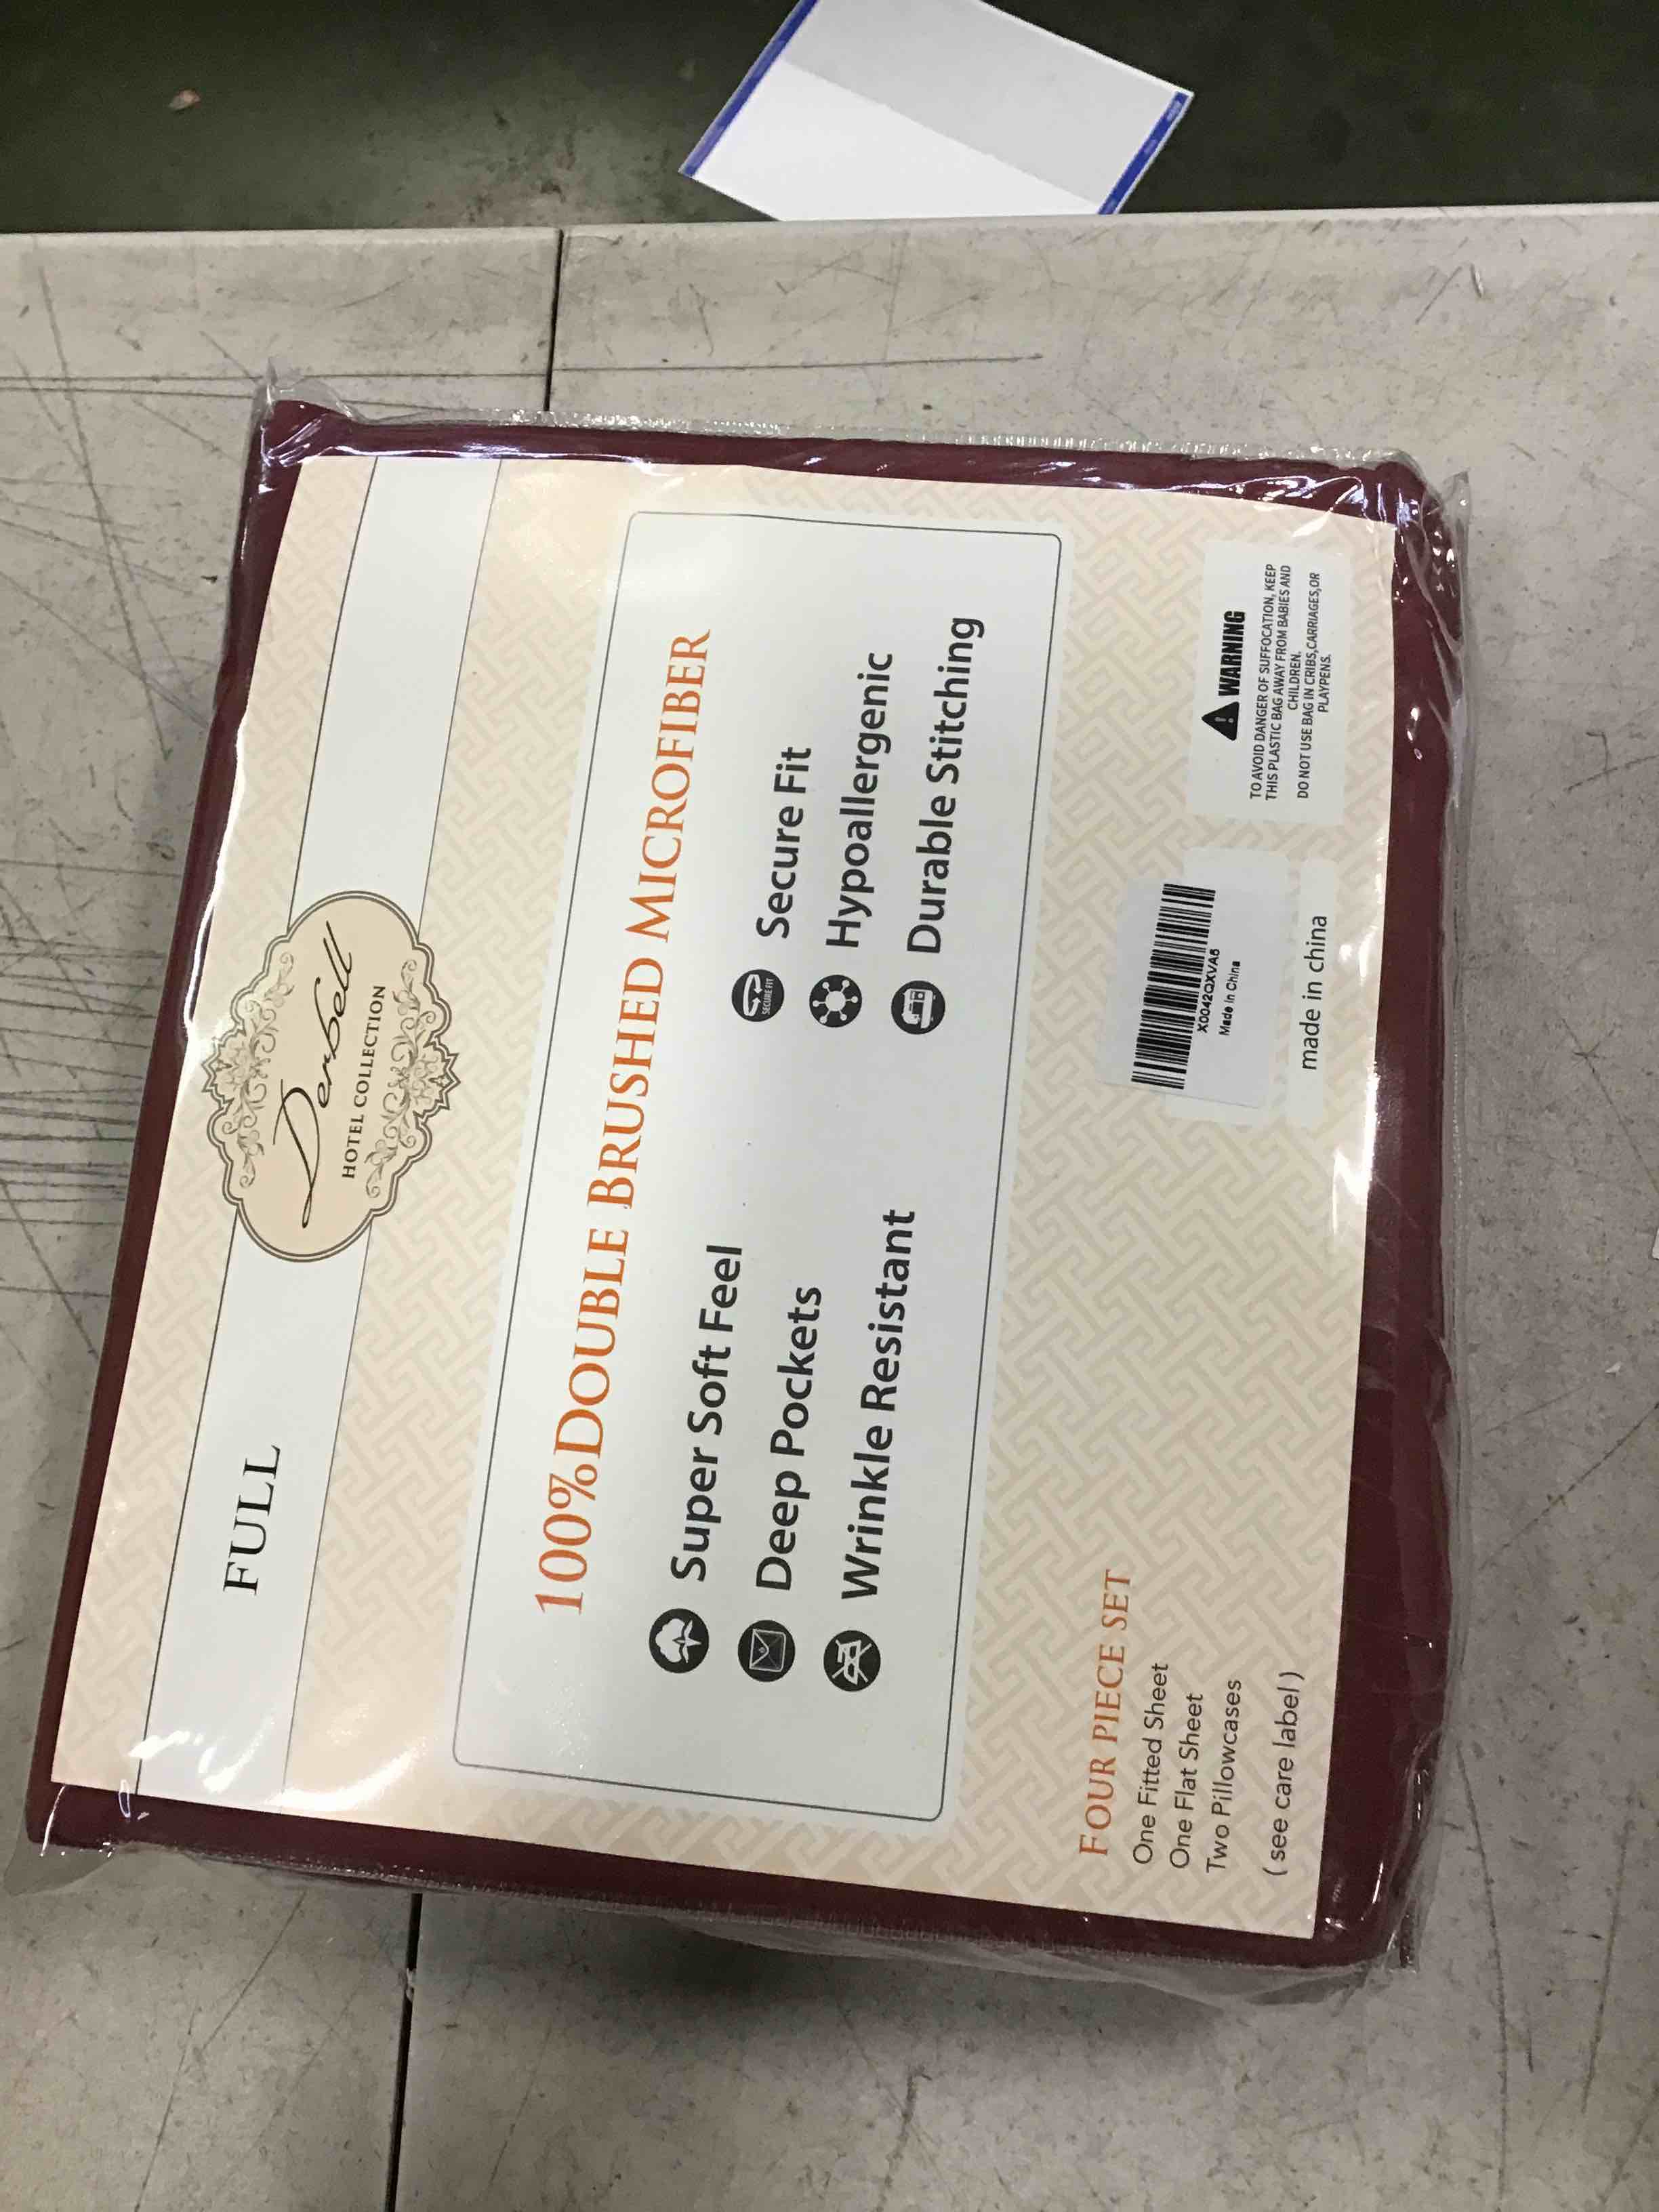 FULL
Derbell
HOTEL COLLECTION
100%DOUBLE BRUSHED MICROFIBER
Super Soft Feel
Deep Pockets
Wrinkle Resistant
SECURE FIT
Secure Fit
Hypoallergenic
Durable Stitching
FOUR PIECE SET
One Fitted Sheet
One Flat Sheet
Two Pillowcases
( see care label )
X0042QXVA5
Made In China
made in china
WARNING
TO AVOID DANGER OF SUFFOCATION, KEEP
THIS PLASTIC BAG AWAY FROM BABIES AND
CHILDREN.
DO NOT USE BAG IN CRIBS,CARRIAGES,OR
PLAYPENS.